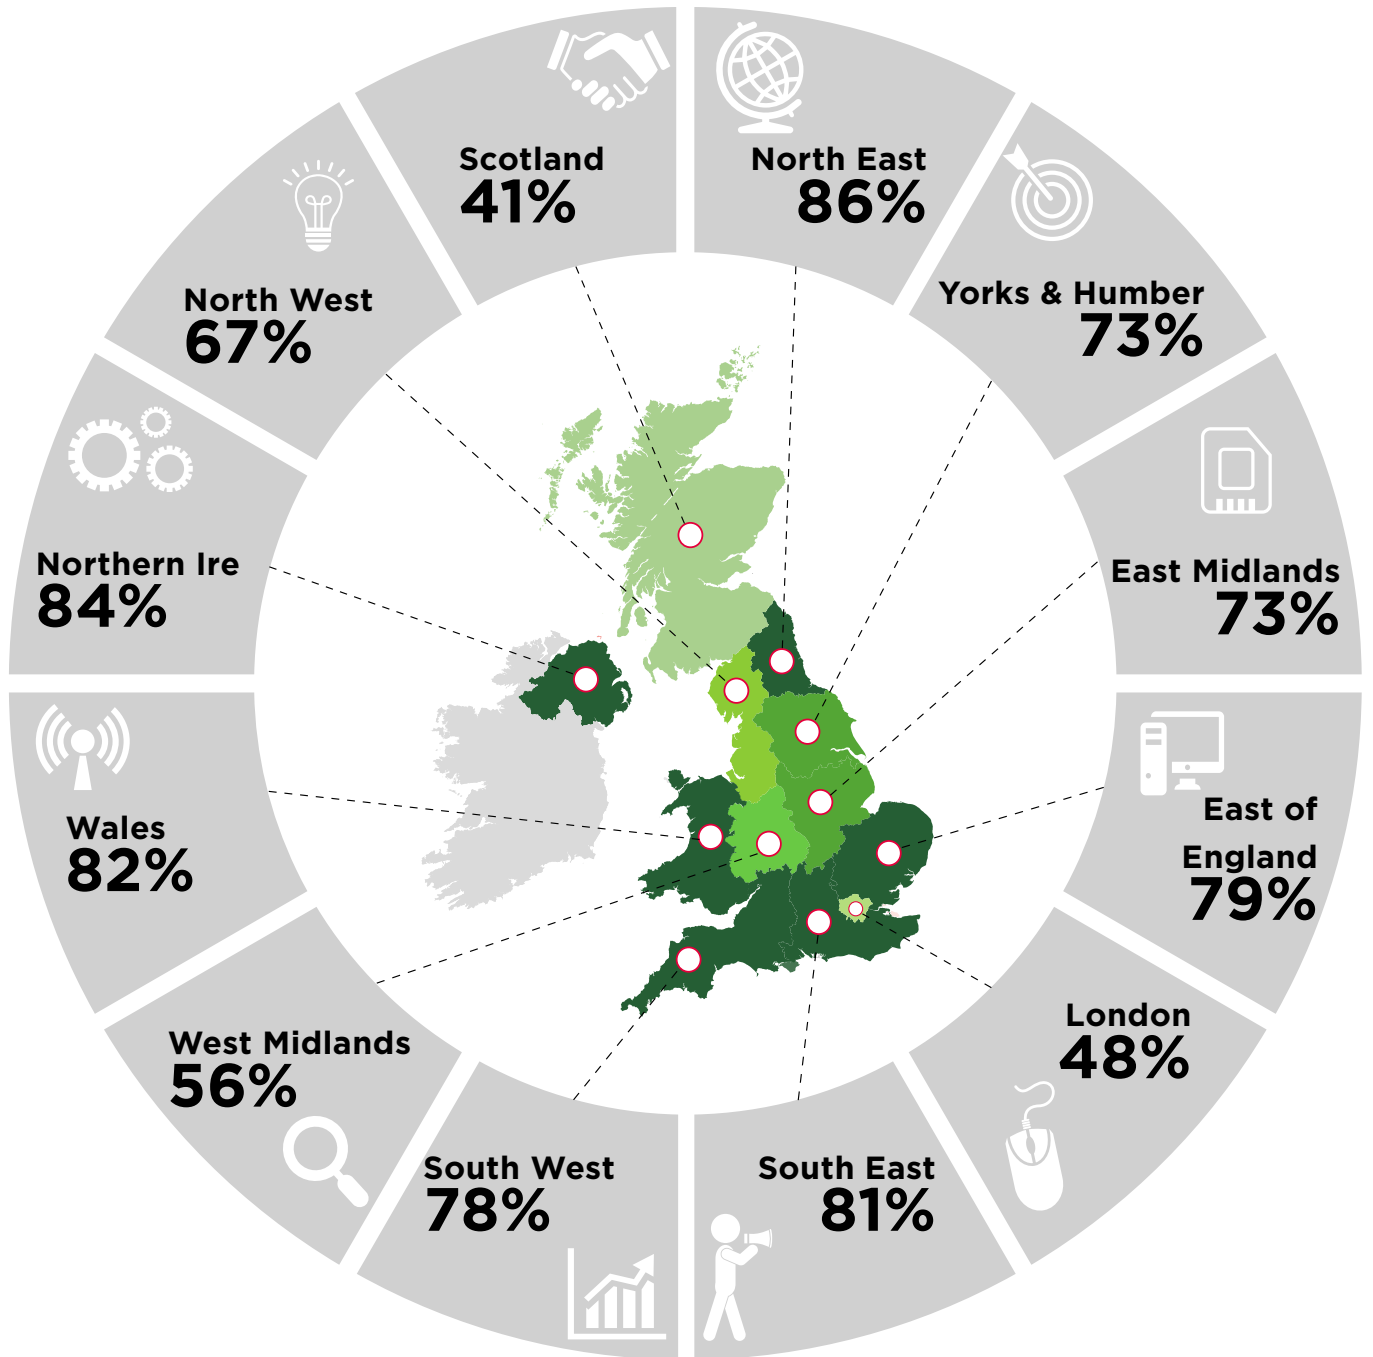 Scotland
41%
North East
86%
Yorks & Humber
73%
East Midlands
73%
East of
England
79%
London
48%
South East
81%
South West
78%
West Midlands
56%
Wales
82%
Northern Ire
84%
North West
67%